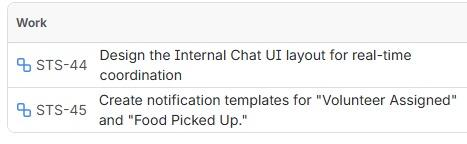 Work
STS-44 Design the Internal Chat UI layout for real-time
coordination
STS-45 Create notification templates for "Volunteer Assigned"
and "Food Picked Up."